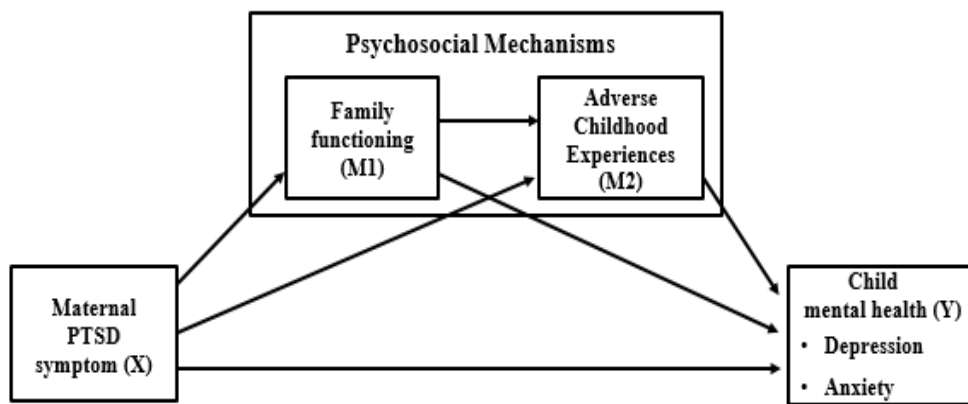 Psychosocial Mechanisms
Family
functioning
(M1)
Adverse
Childhood
Experiences
(M2)
Maternal
PTSD
symptom (X)
Child
mental health (Y)
• Depression
• Anxiety